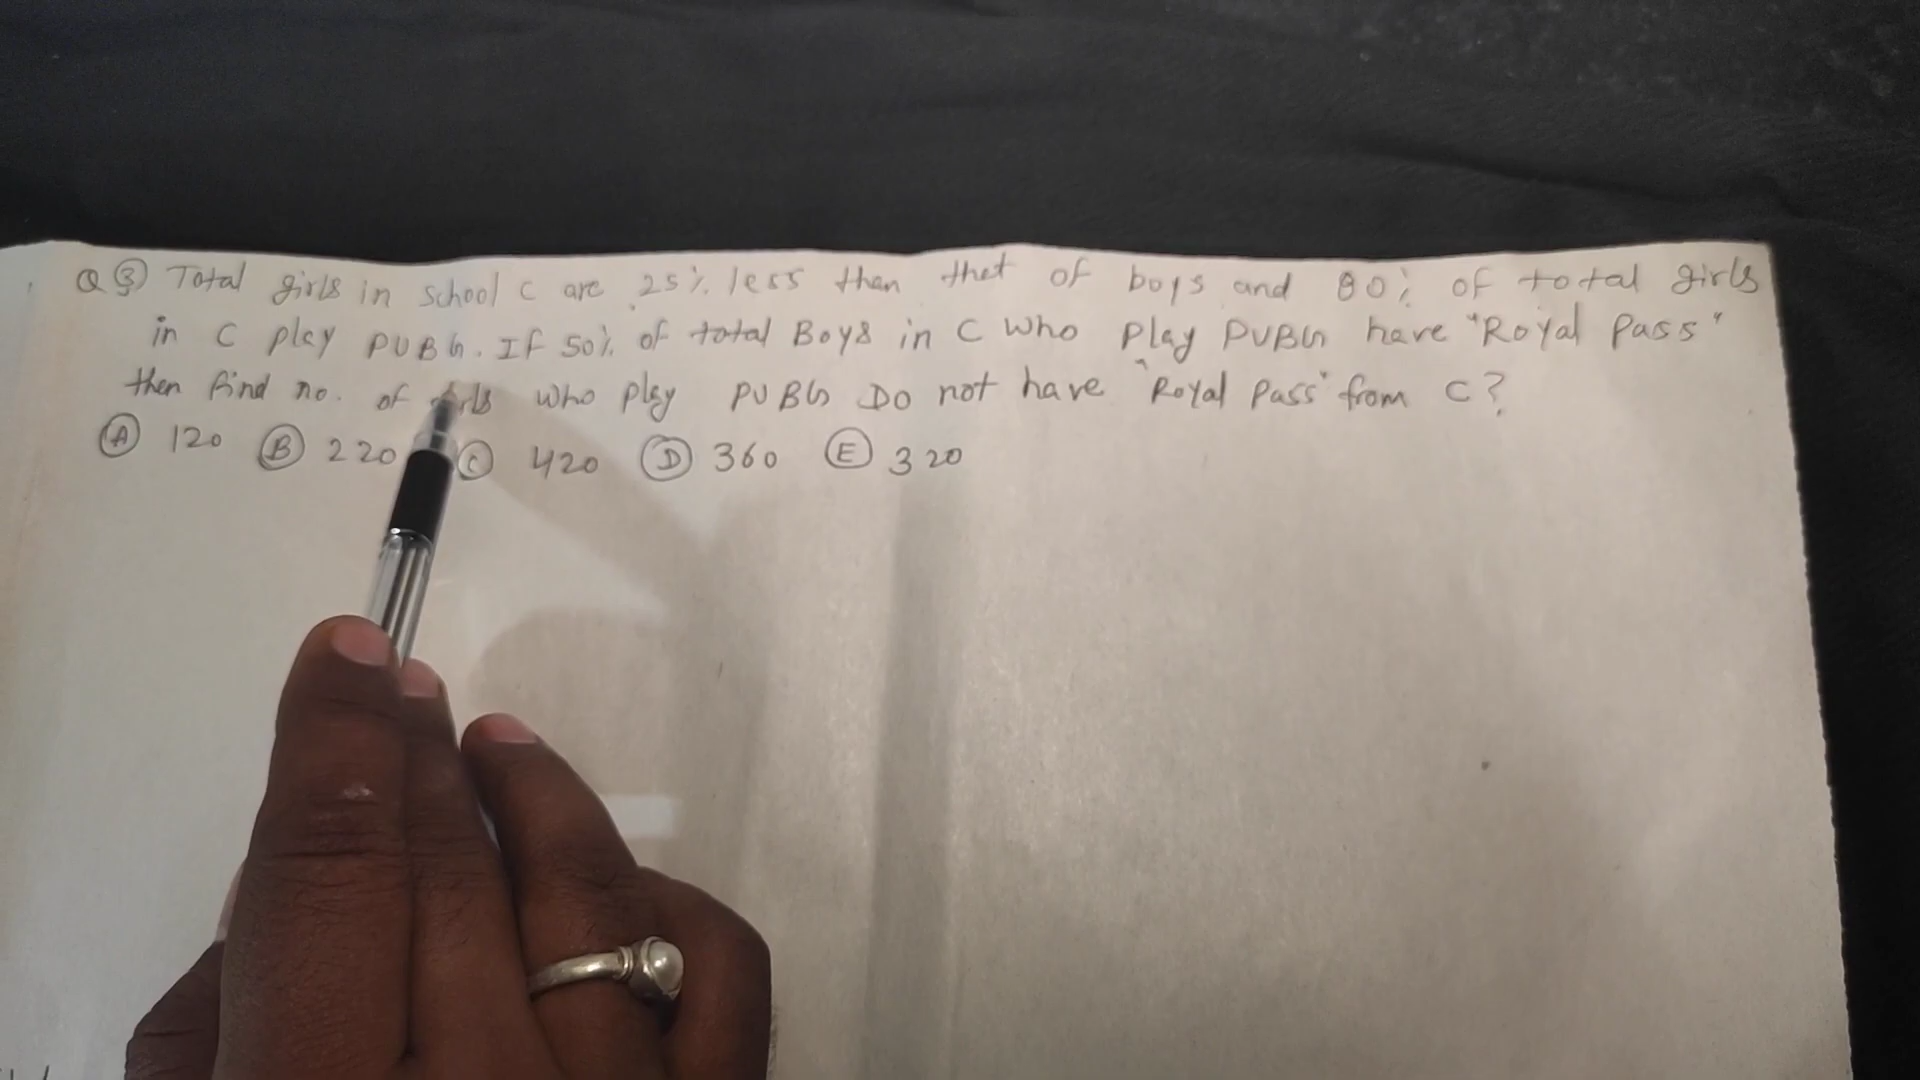 Q ③ Total girls in school C are 25% less than that of boys and 80% of total girls
in C play PUBG. If 50% of total Boys in C who play PUBG have "Royal Pass"
then find no. of girls who play PUBG Do not have "Royal Pass" from C?
Ⓐ 120 Ⓑ 220 Ⓒ 420 Ⓓ 360 Ⓔ 320